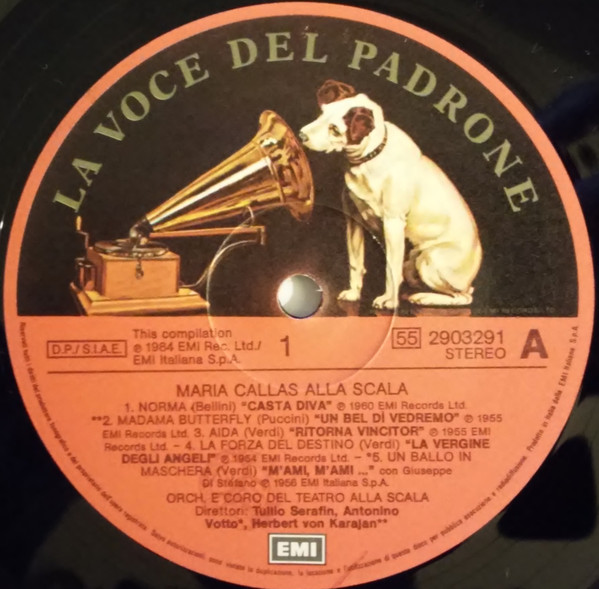 LA VOCE DEL PADRONE
D.P./S.I.A.E.
This compilation
℗ 1984 EMI Rec. Ltd./
EMI Italiana S.p.A.
1
55 2903291
STEREO
A
MARIA CALLAS ALLA SCALA
1. NORMA (Bellini) "CASTA DIVA" ℗ 1960 EMI Records Ltd.
**2. MADAMA BUTTERFLY (Puccini) "UN BEL DÌ VEDREMO" ℗ 1955
EMI Records Ltd. 3. AIDA (Verdi) "RITORNA VINCITOR" ℗ 1955 EMI
Records Ltd. – 4. LA FORZA DEL DESTINO (Verdi) "LA VERGINE
DEGLI ANGELI" ℗ 1954 EMI Records Ltd. – *5. UN BALLO IN
MASCHERA (Verdi) "M'AMI, M'AMI ..." con Giuseppe
Di Stefano ℗ 1956 EMI Italiana S.p.A.
ORCH. E CORO DEL TEATRO ALLA SCALA
Direttori: Tullio Serafin, Antonino
Votto*, Herbert von Karajan**
EMI